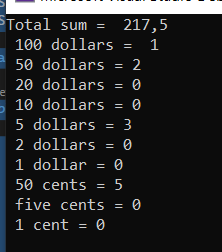 Total sum =  217,5
100 dollars =  1
50 dollars = 2
20 dollars = 0
10 dollars = 0
5 dollars = 3
2 dollars = 0
1 dollar = 0
50 cents = 5
five cents = 0
1 cent = 0